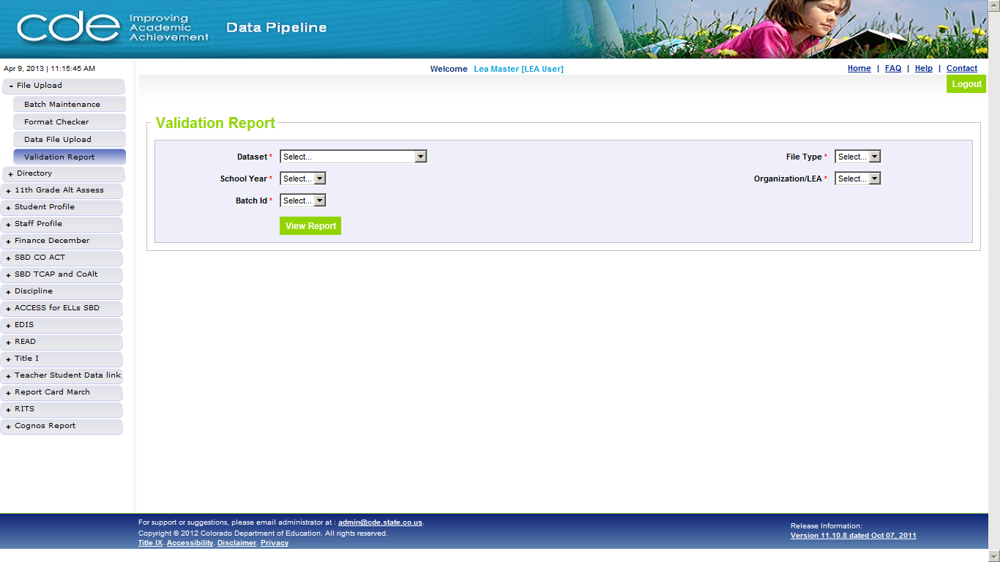 cde Improving
Academic
Achievement
Data Pipeline
Apr 9, 2013 | 11:15:45 AM
Welcome Lea Master [LEA User]
Home | FAQ | Help | Contact
Logout
- File Upload
Batch Maintenance
Format Checker
Data File Upload
Validation Report
+ Directory
+ 11th Grade Alt Assess
+ Student Profile
+ Staff Profile
+ Finance December
+ SBD CO ACT
+ SBD TCAP and CoAlt
+ Discipline
+ ACCESS for ELLs SBD
+ EDIS
+ READ
+ Title I
+ Teacher Student Data link
+ Report Card March
+ RITS
+ Cognos Report
Validation Report
Dataset * Select...
File Type * Select...
School Year * Select...
Organization/LEA * Select...
Batch Id * Select...
View Report
For support or suggestions, please email administrator at : admin@cde.state.co.us.
Copyright © 2012 Colorado Department of Education. All rights reserved.
Title IX. Accessibility. Disclaimer. Privacy
Release Information:
Version 11.10.8 dated Oct 07, 2011